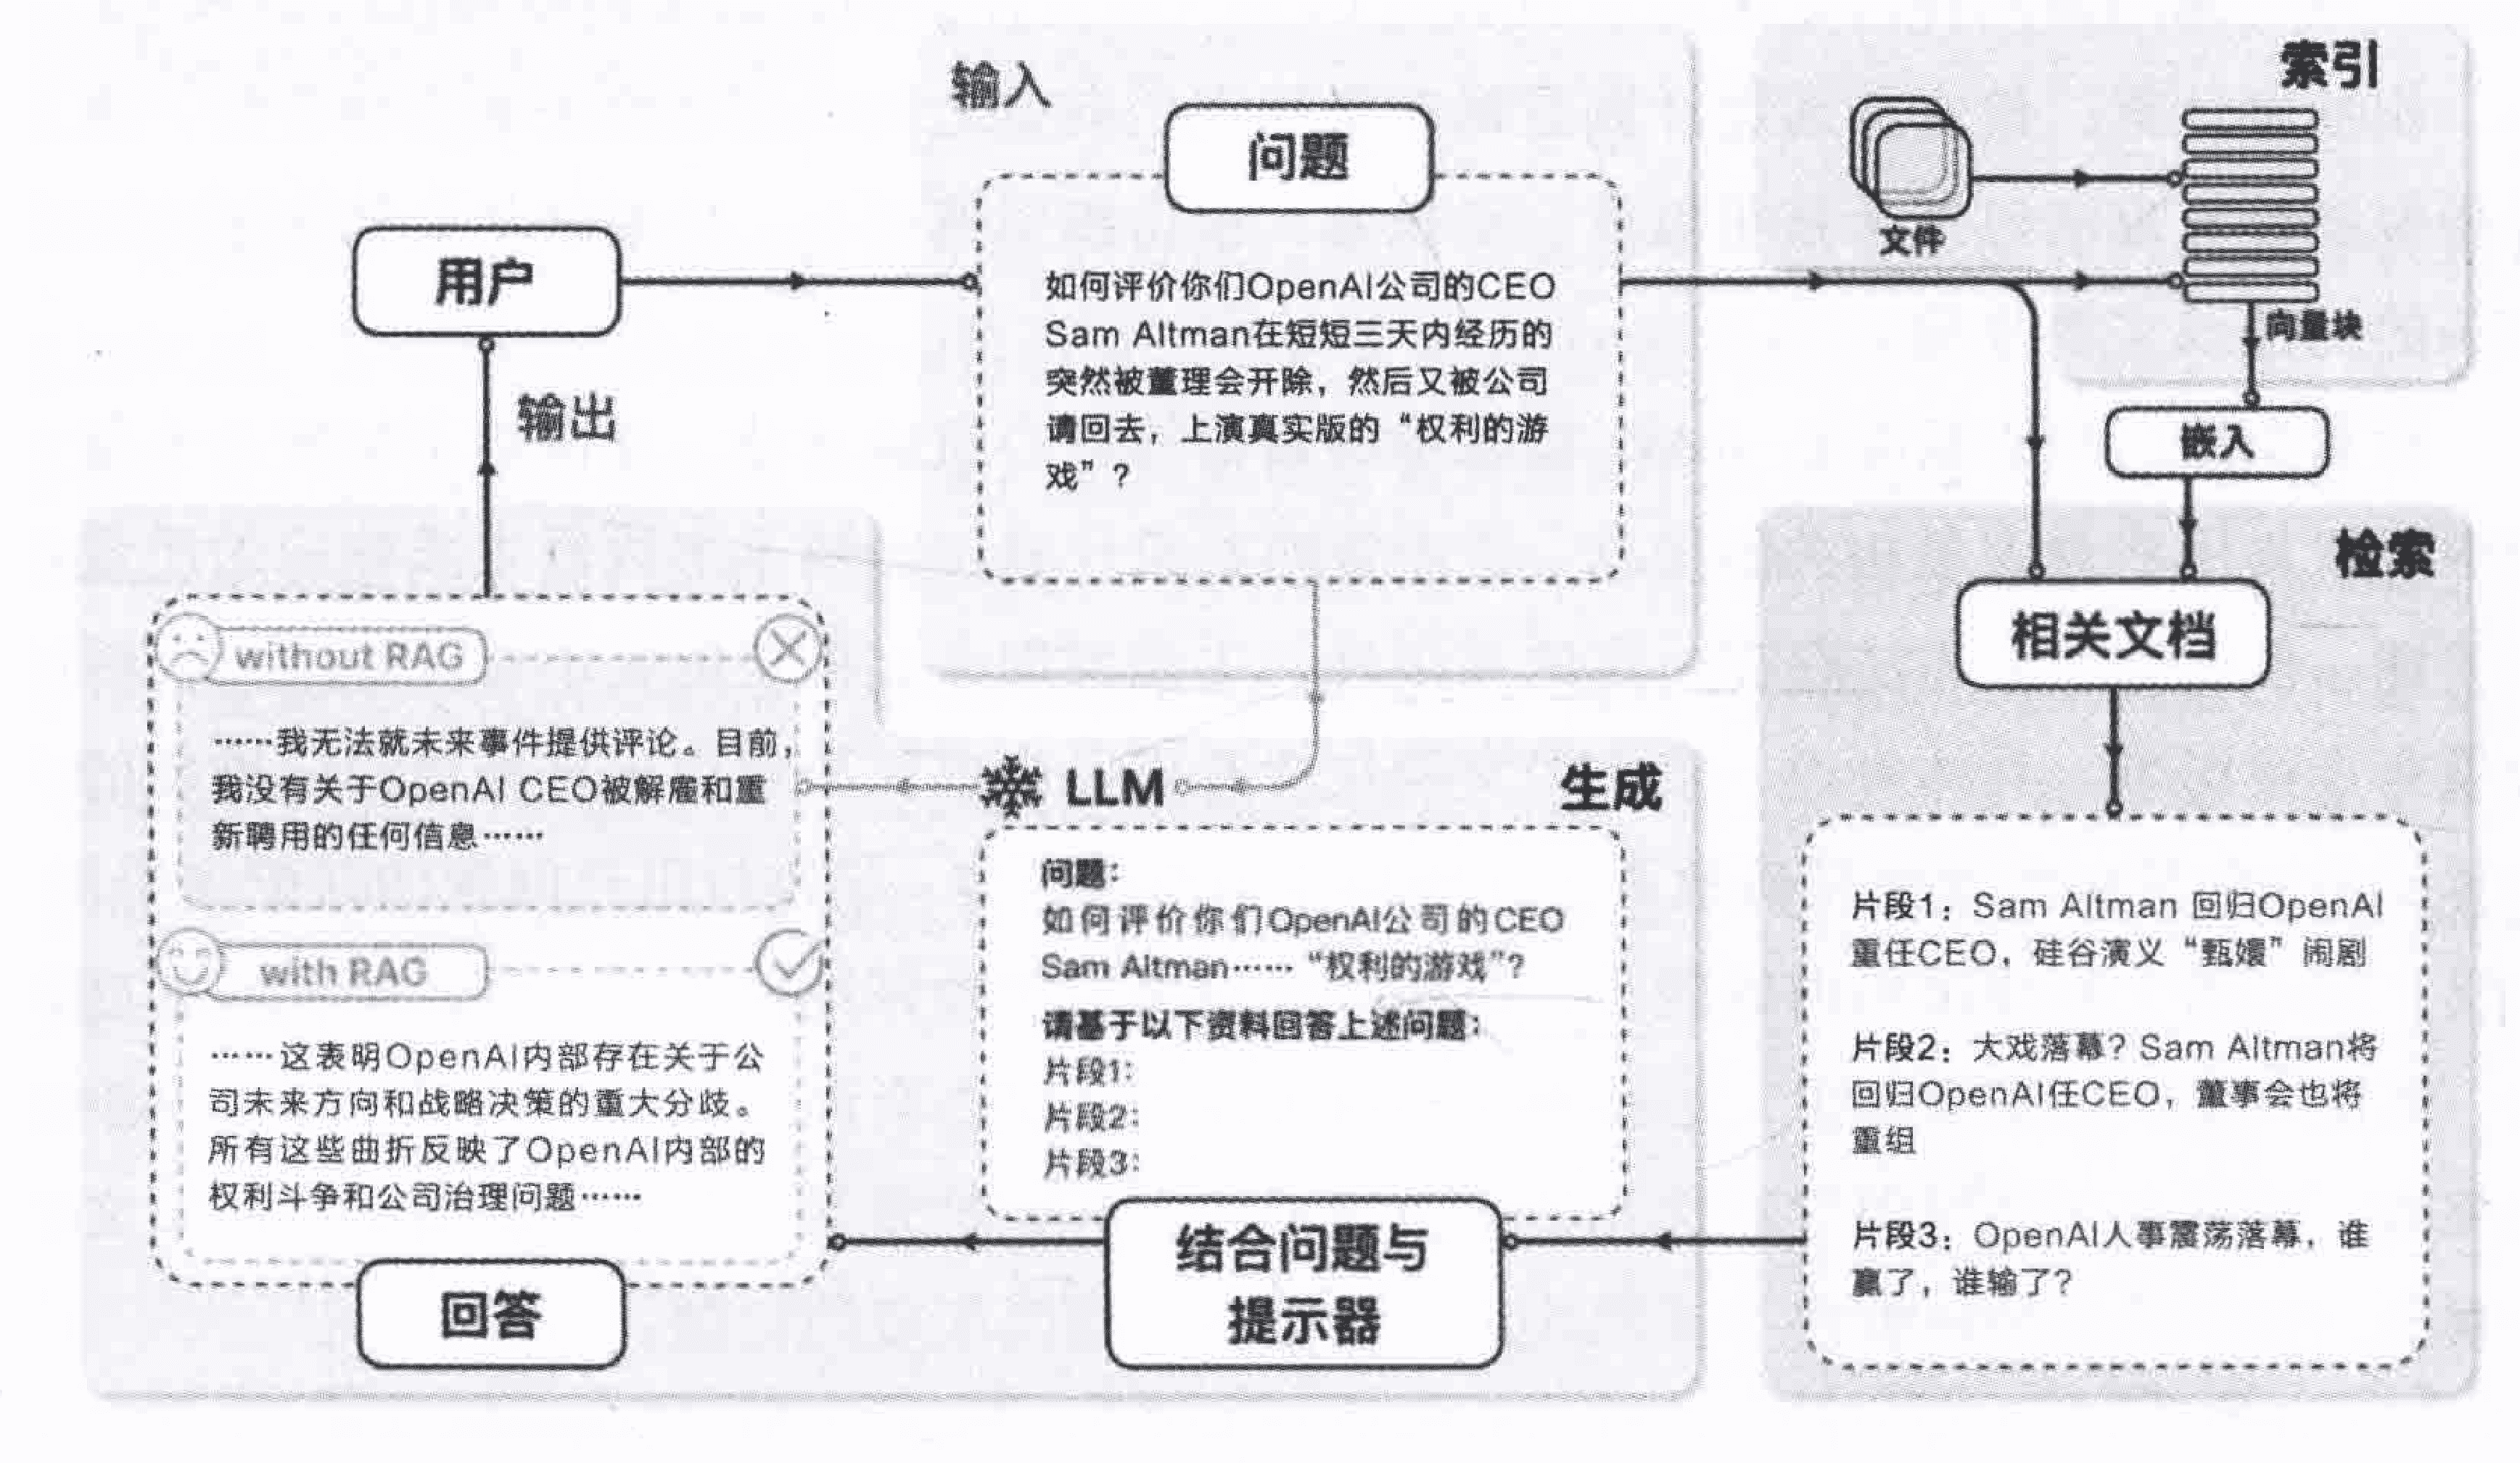 输入
问题
如何评价你们OpenAI公司的CEO
Sam Altman在短短三天内经历的
突然被董理会开除，然后又被公司
请回去，上演真实版的“权利的游
戏”？
索引
文件
向量块
嵌入
用户
输出
检索
相关文档
片段1：Sam Altman 回归OpenAI
重任CEO，硅谷演义“甄嬛”闹剧
片段2：大戏落幕？Sam Altman将
回归OpenAI任CEO，董事会也将
重组
片段3：OpenAI人事震荡落幕，谁
赢了，谁输了？
生成
LLM
问题：
如何评价你们OpenAI公司的CEO
Sam Altman……“权利的游戏”？
请基于以下资料回答上述问题：
片段1：
片段2：
片段3：
结合问题与
提示器
without RAG
……我无法就未来事件提供评论。目前，
我没有关于OpenAI CEO被解雇和重
新聘用的任何信息……
with RAG
……这表明OpenAI内部存在关于公
司未来方向和战略决策的重大分歧。
所有这些曲折反映了OpenAI内部的
权利斗争和公司治理问题……
回答